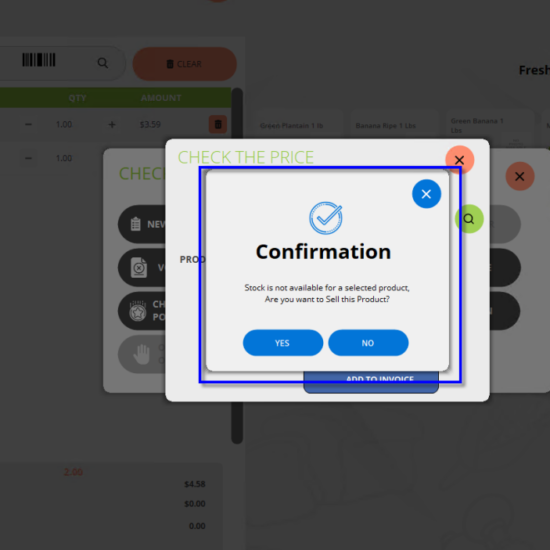 CLEAR
Fresh
QTY AMOUNT
1.00 $3.59
Green Plantain 1 lb
Banana Ripe 1 Lbs
Green Banana 1
Lbs
1.00
CHECK THE PRICE
CHEC
NEW
PROD
CH
PO
Confirmation
Stock is not available for a selected product,
Are you want to Sell this Product?
YES NO
ADD TO INVOICE
2.00
$4.58
$0.00
0.00